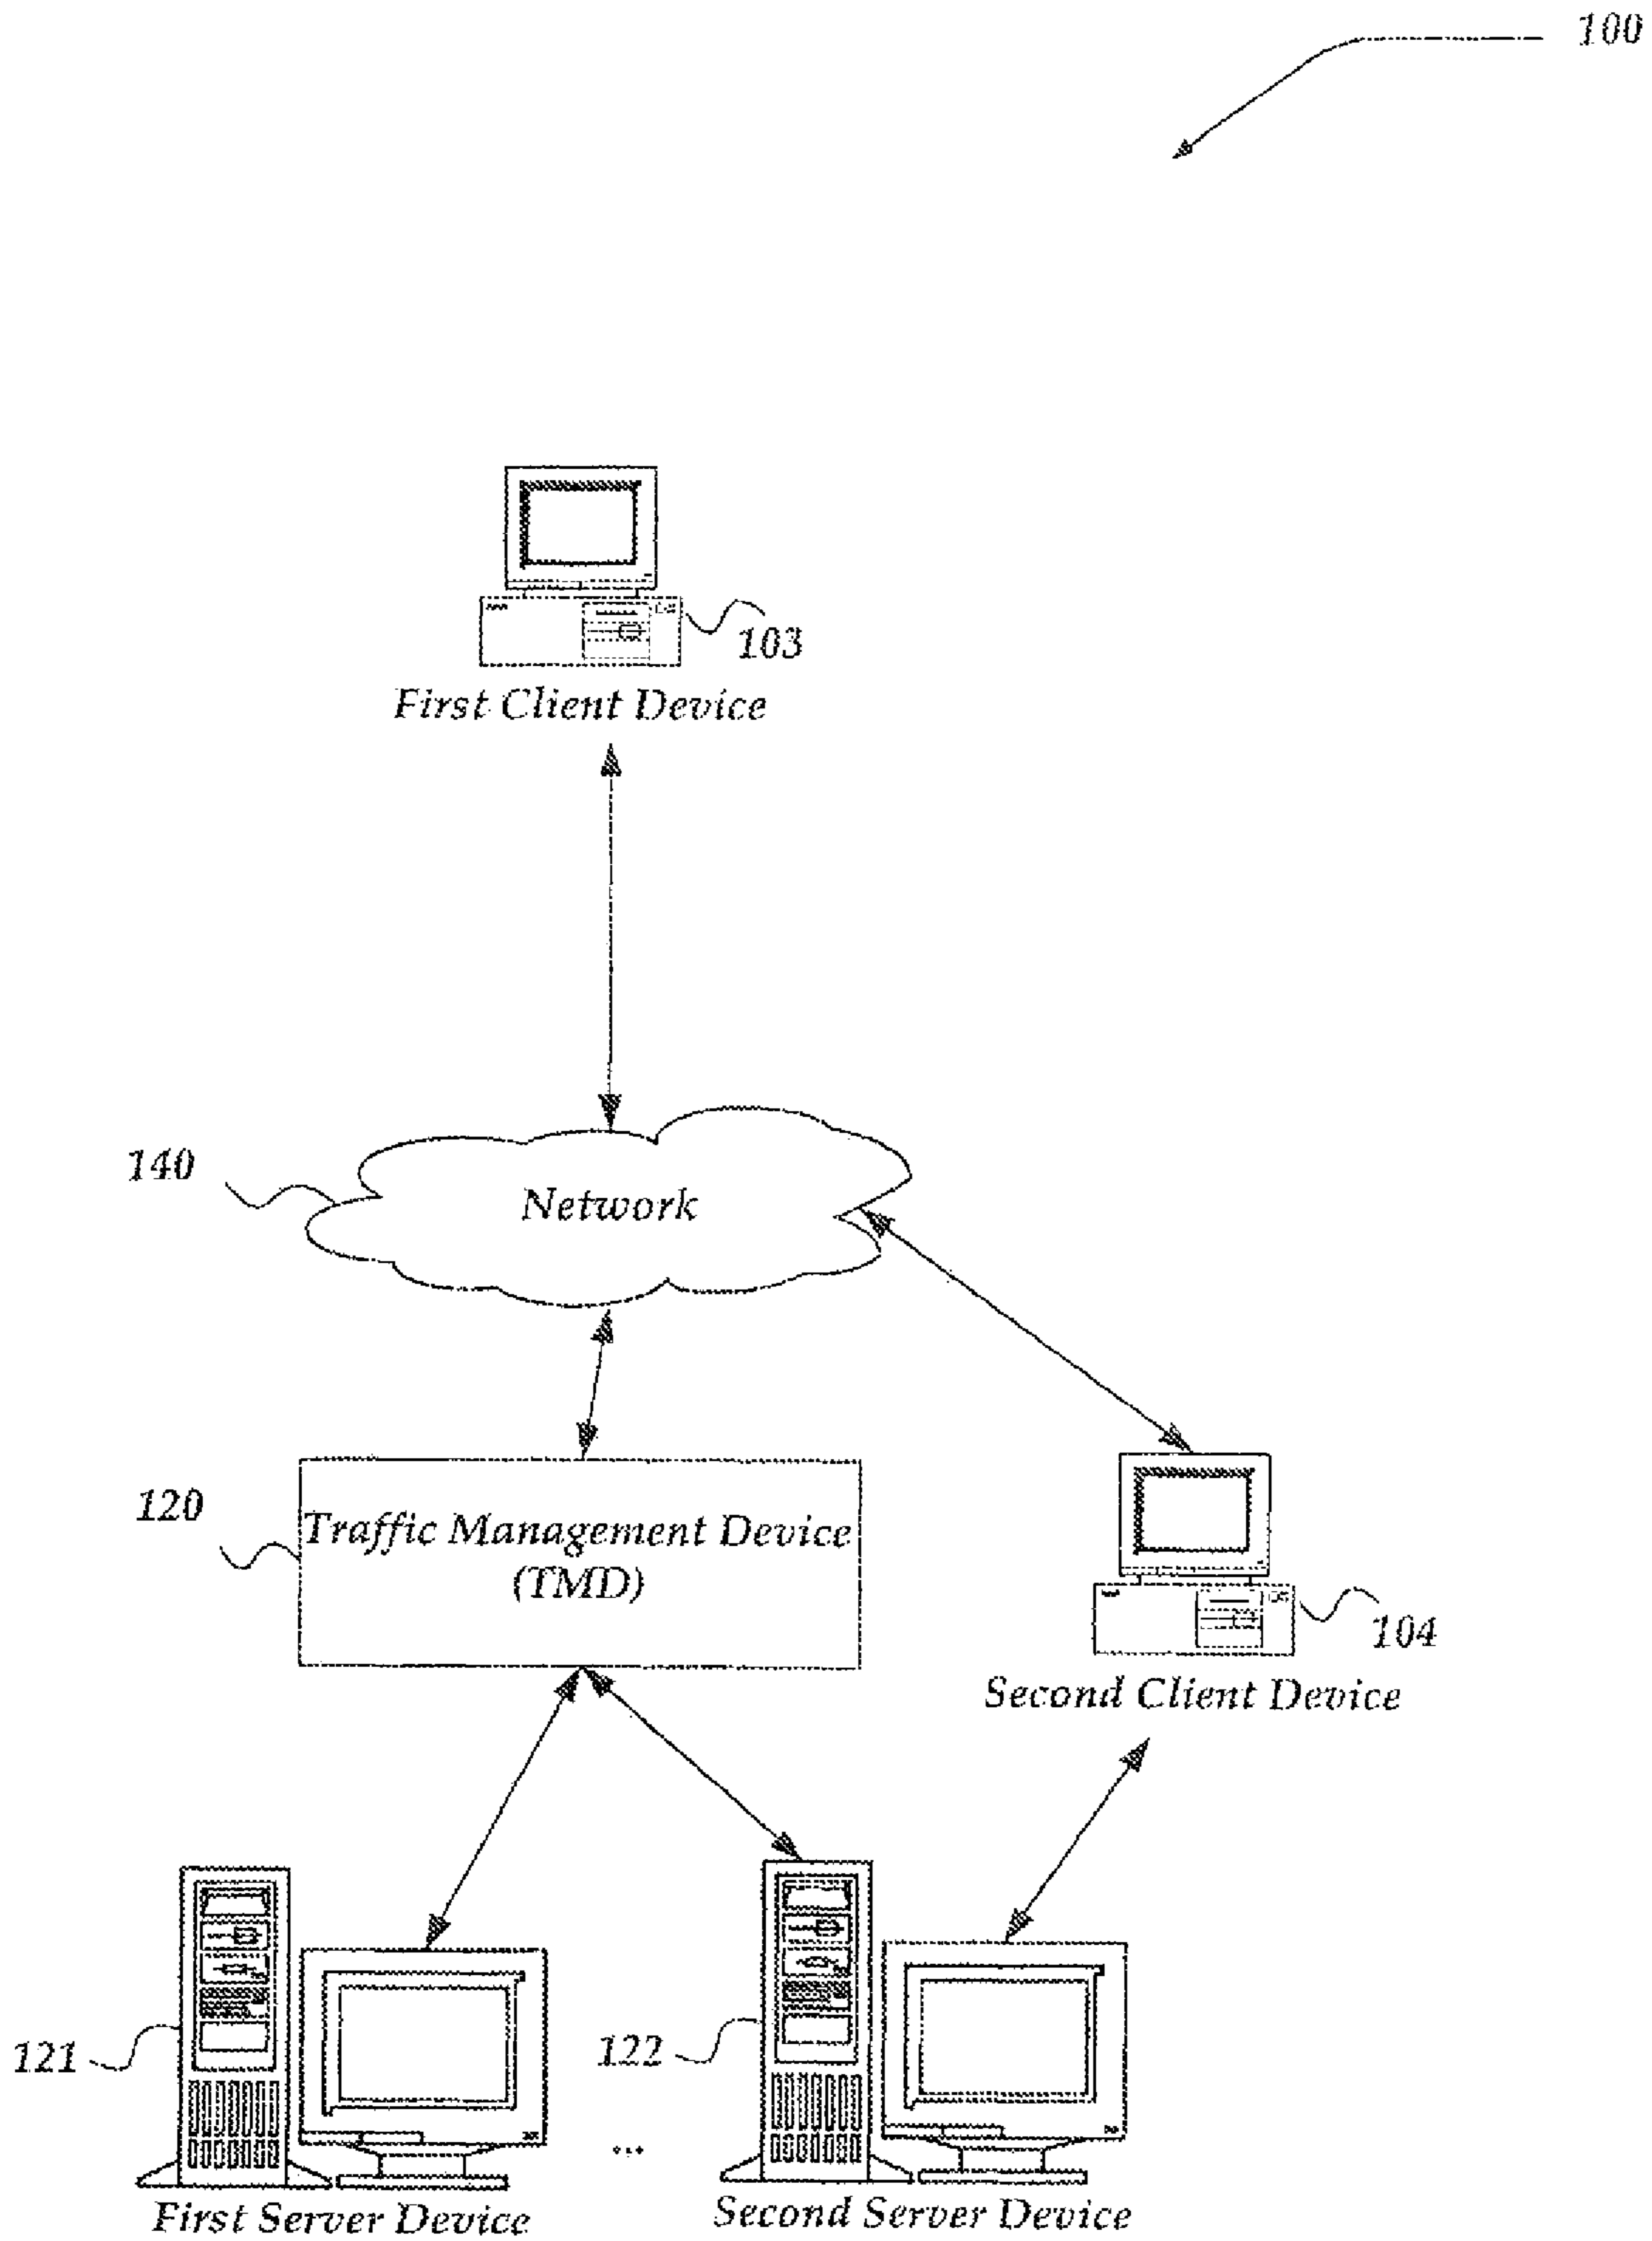 100
103
First Client Device
140
Network
120
Traffic Management Device
(TMD)
104
Second Client Device
121
122
...
First Server Device
Second Server Device